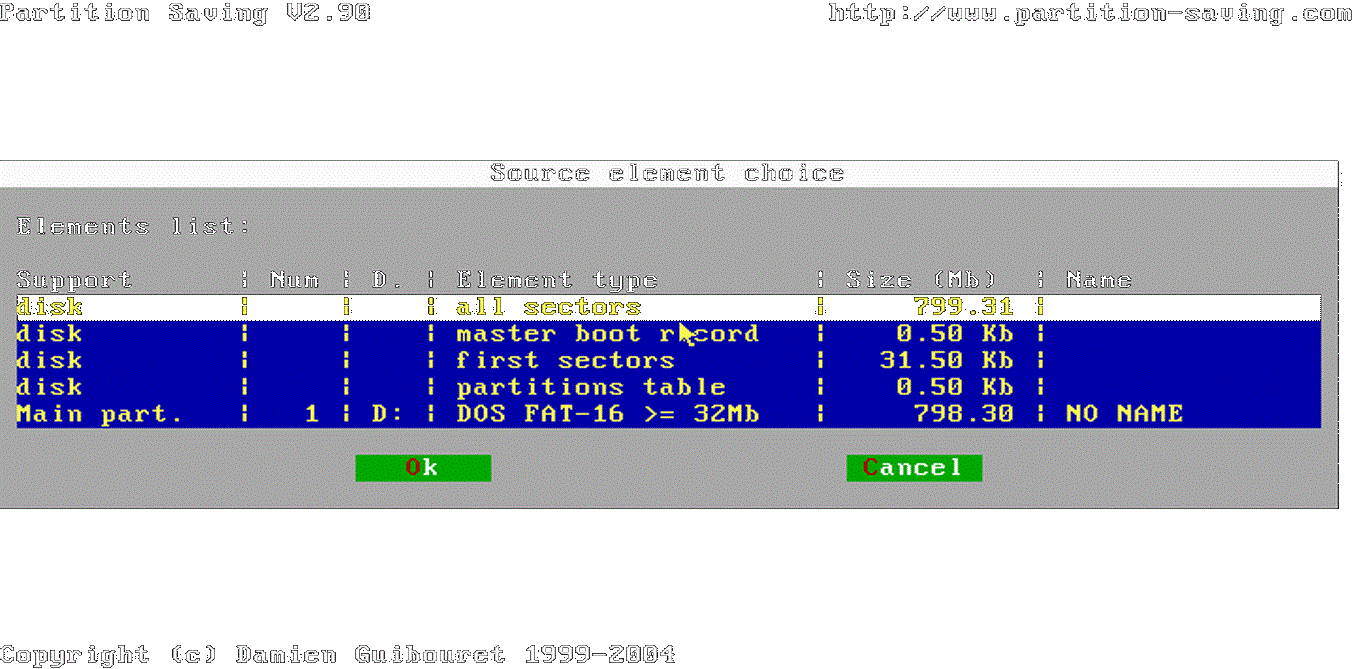 Partition Saving V2.90 http://www.partition-saving.com
Source element choice
Elements list:
Support ¦ Num ¦ D. ¦ Element type ¦ Size (Mb) ¦ Name
disk ¦ ¦ ¦ all sectors ¦ 799.31 ¦
disk ¦ ¦ ¦ master boot record ¦ 0.50 Kb ¦
disk ¦ ¦ ¦ first sectors ¦ 31.50 Kb ¦
disk ¦ ¦ ¦ partitions table ¦ 0.50 Kb ¦
Main part. ¦ 1 ¦ D: ¦ DOS FAT-16 >= 32Mb ¦ 798.30 ¦ NO NAME
Ok Cancel
Copyright (c) Damien Guibouret 1999-2004